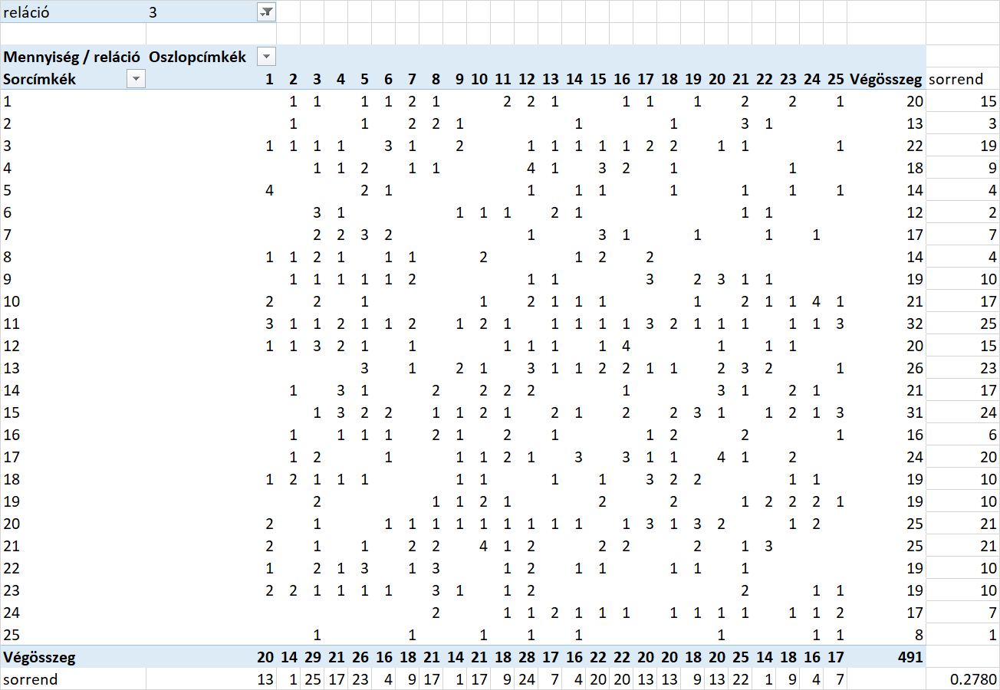 reláció 3
Mennyiség / reláció Oszlopcímkék
Sorcímkék 1 2 3 4 5 6 7 8 9 10 11 12 13 14 15 16 17 18 19 20 21 22 23 24 25 Végösszeg sorrend
1 1 1 1 1 2 1 2 2 1 1 1 1 2 2 1 20 15
2 1 1 2 2 1 1 1 3 1 13 3
3 1 1 1 1 3 1 2 1 1 1 1 1 2 2 1 1 1 22 19
4 1 1 2 1 1 4 1 3 2 1 1 18 9
5 4 2 1 1 1 1 1 1 1 1 14 4
6 3 1 1 1 1 2 1 1 1 12 2
7 2 2 3 2 1 3 1 1 1 1 17 7
8 1 1 2 1 1 1 2 1 2 2 14 4
9 1 1 1 1 1 2 1 1 3 2 3 1 1 19 10
10 2 2 1 1 2 1 1 1 1 2 1 1 4 1 21 17
11 3 1 1 2 1 1 2 1 2 1 1 1 1 1 3 2 1 1 1 1 1 3 32 25
12 1 1 3 2 1 1 1 1 1 1 4 1 1 1 20 15
13 3 1 2 1 3 1 1 2 2 1 1 2 3 2 1 26 23
14 1 3 1 2 2 2 2 1 3 1 2 1 21 17
15 1 3 2 2 1 1 2 1 2 1 2 2 3 1 1 2 1 3 31 24
16 1 1 1 1 2 1 2 1 1 2 2 1 16 6
17 1 2 1 1 1 2 1 3 3 1 1 4 1 2 24 20
18 1 2 1 1 1 1 1 1 1 3 2 2 1 1 19 10
19 2 1 1 2 1 2 2 1 2 2 2 1 19 10
20 2 1 1 1 1 1 1 1 1 1 1 1 3 1 3 2 1 2 25 21
21 2 1 1 2 2 4 1 2 2 2 2 1 3 25 21
22 1 2 1 3 1 3 1 2 1 1 1 1 1 19 10
23 2 2 1 1 1 1 3 1 1 2 2 1 1 19 10
24 2 1 1 2 1 1 1 1 1 1 1 1 1 2 17 7
25 1 1 1 1 1 1 1 1 8 1
Végösszeg 20 14 29 21 26 16 18 21 14 21 18 28 17 16 22 22 20 20 18 20 25 14 18 16 17 491
sorrend 13 1 25 17 23 4 9 17 1 17 9 24 7 4 20 20 13 13 9 13 22 1 9 4 7 0.2780